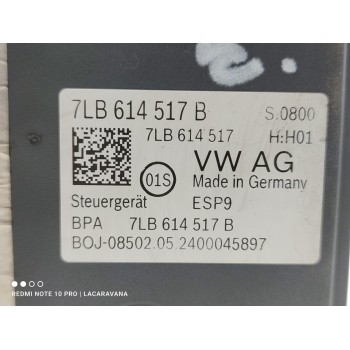 7LB 614 517 B S.0800
7LB 614 517 H:H01
01S VW AG
Made in Germany
Steuergerät ESP9
BPA 7LB 614 517 B
BOJ-08502.05.2400045897
REDMI NOTE 10 PRO | LACARAVANA